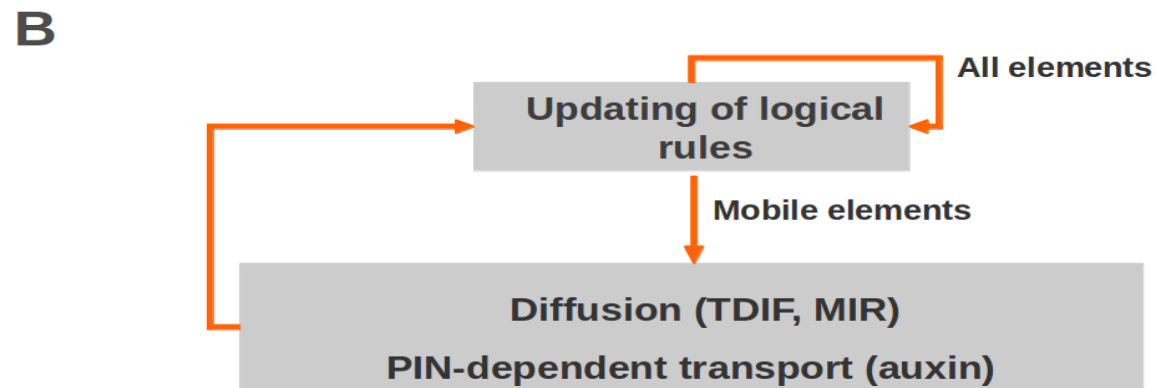 B
All elements
Updating of logical
rules
Mobile elements
Diffusion (TDIF, MIR)
PIN-dependent transport (auxin)